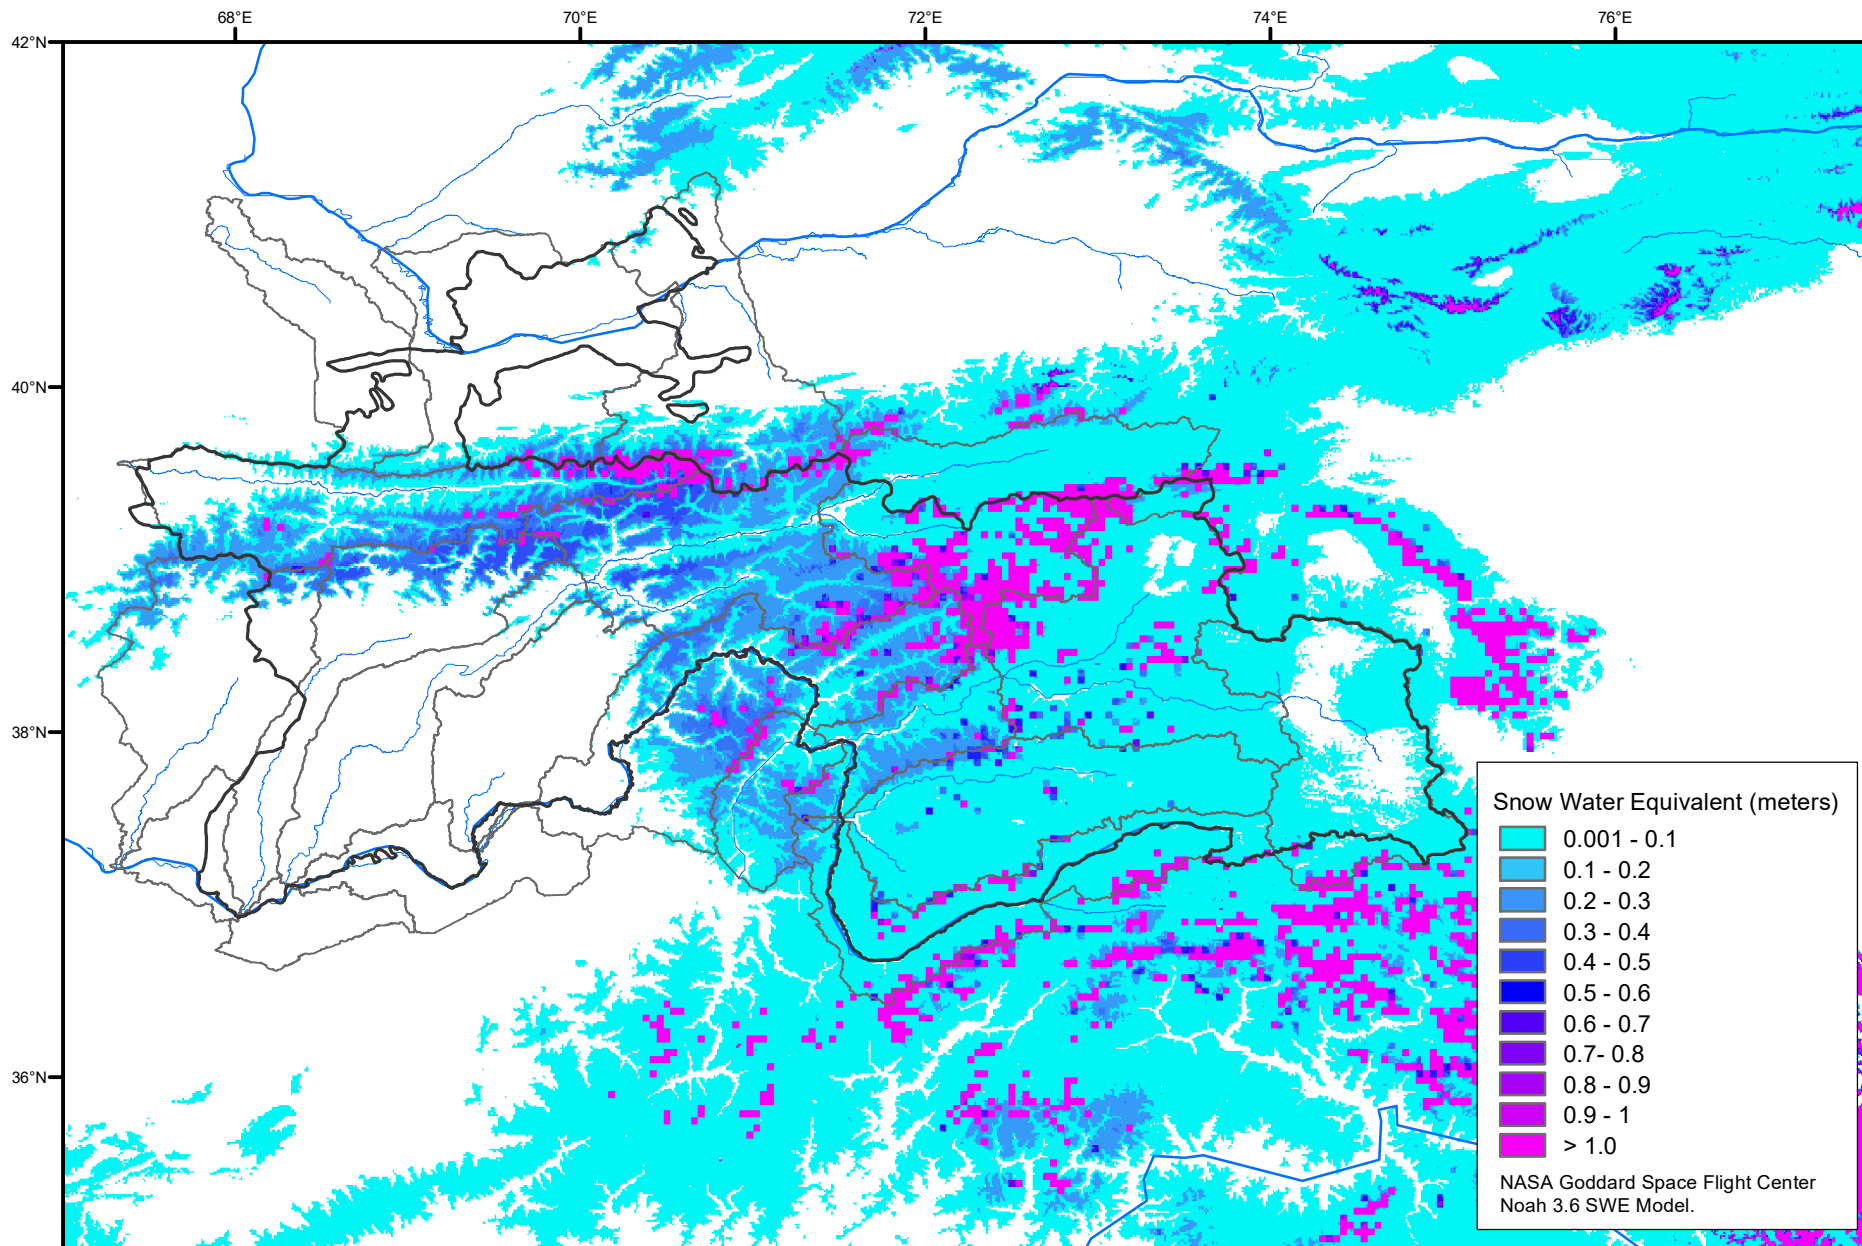 68°E
70°E
72°E
74°E
76°E
42°N
40°N
38°N
36°N
Snow Water Equivalent (meters)
0.001 - 0.1
0.1 - 0.2
0.2 - 0.3
0.3 - 0.4
0.4 - 0.5
0.5 - 0.6
0.6 - 0.7
0.7- 0.8
0.8 - 0.9
0.9 - 1
> 1.0
NASA Goddard Space Flight Center
Noah 3.6 SWE Model.